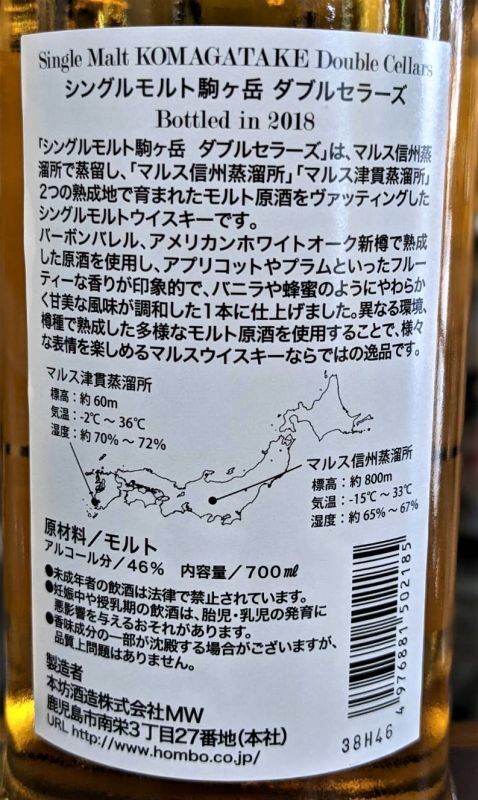 Single Malt KOMAGATAKE Double Cellars
シングルモルト駒ヶ岳 ダブルセラーズ
Bottled in 2018
「シングルモルト駒ヶ岳 ダブルセラーズ」は、マルス信州蒸
溜所で蒸留し、「マルス信州蒸溜所」「マルス津貫蒸溜所」
2つの熟成地で育まれたモルト原酒をヴァッティングした
シングルモルトウイスキーです。
バーボンバレル、アメリカンホワイトオーク新樽で熟成
した原酒を使用し、アプリコットやプラムといったフルー
ティーな香りが印象的で、バニラや蜂蜜のようにやわらか
く甘美な風味が調和した1本に仕上げました。異なる環境、
樽種で熟成した多様なモルト原酒を使用することで、様々
な表情を楽しめるマルスウイスキーならではの逸品です。
マルス津貫蒸溜所
標高：約60m
気温：-2℃～36℃
湿度：約70%～72%
マルス信州蒸溜所
標高：約800m
気温：-15℃～33℃
湿度：約65%～67%
原材料／モルト
アルコール分／46% 内容量／700㎖
●未成年者の飲酒は法律で禁止されています。
●妊娠中や授乳期の飲酒は、胎児・乳児の発育に
悪影響を与えるおそれがあります。
●香味成分の一部が沈殿する場合がございますが、
品質上問題はありません。
製造者
本坊酒造株式会社MW
鹿児島市南栄3丁目27番地(本社)
URL http://www.hombo.co.jp/
4 976881 502185
38H46